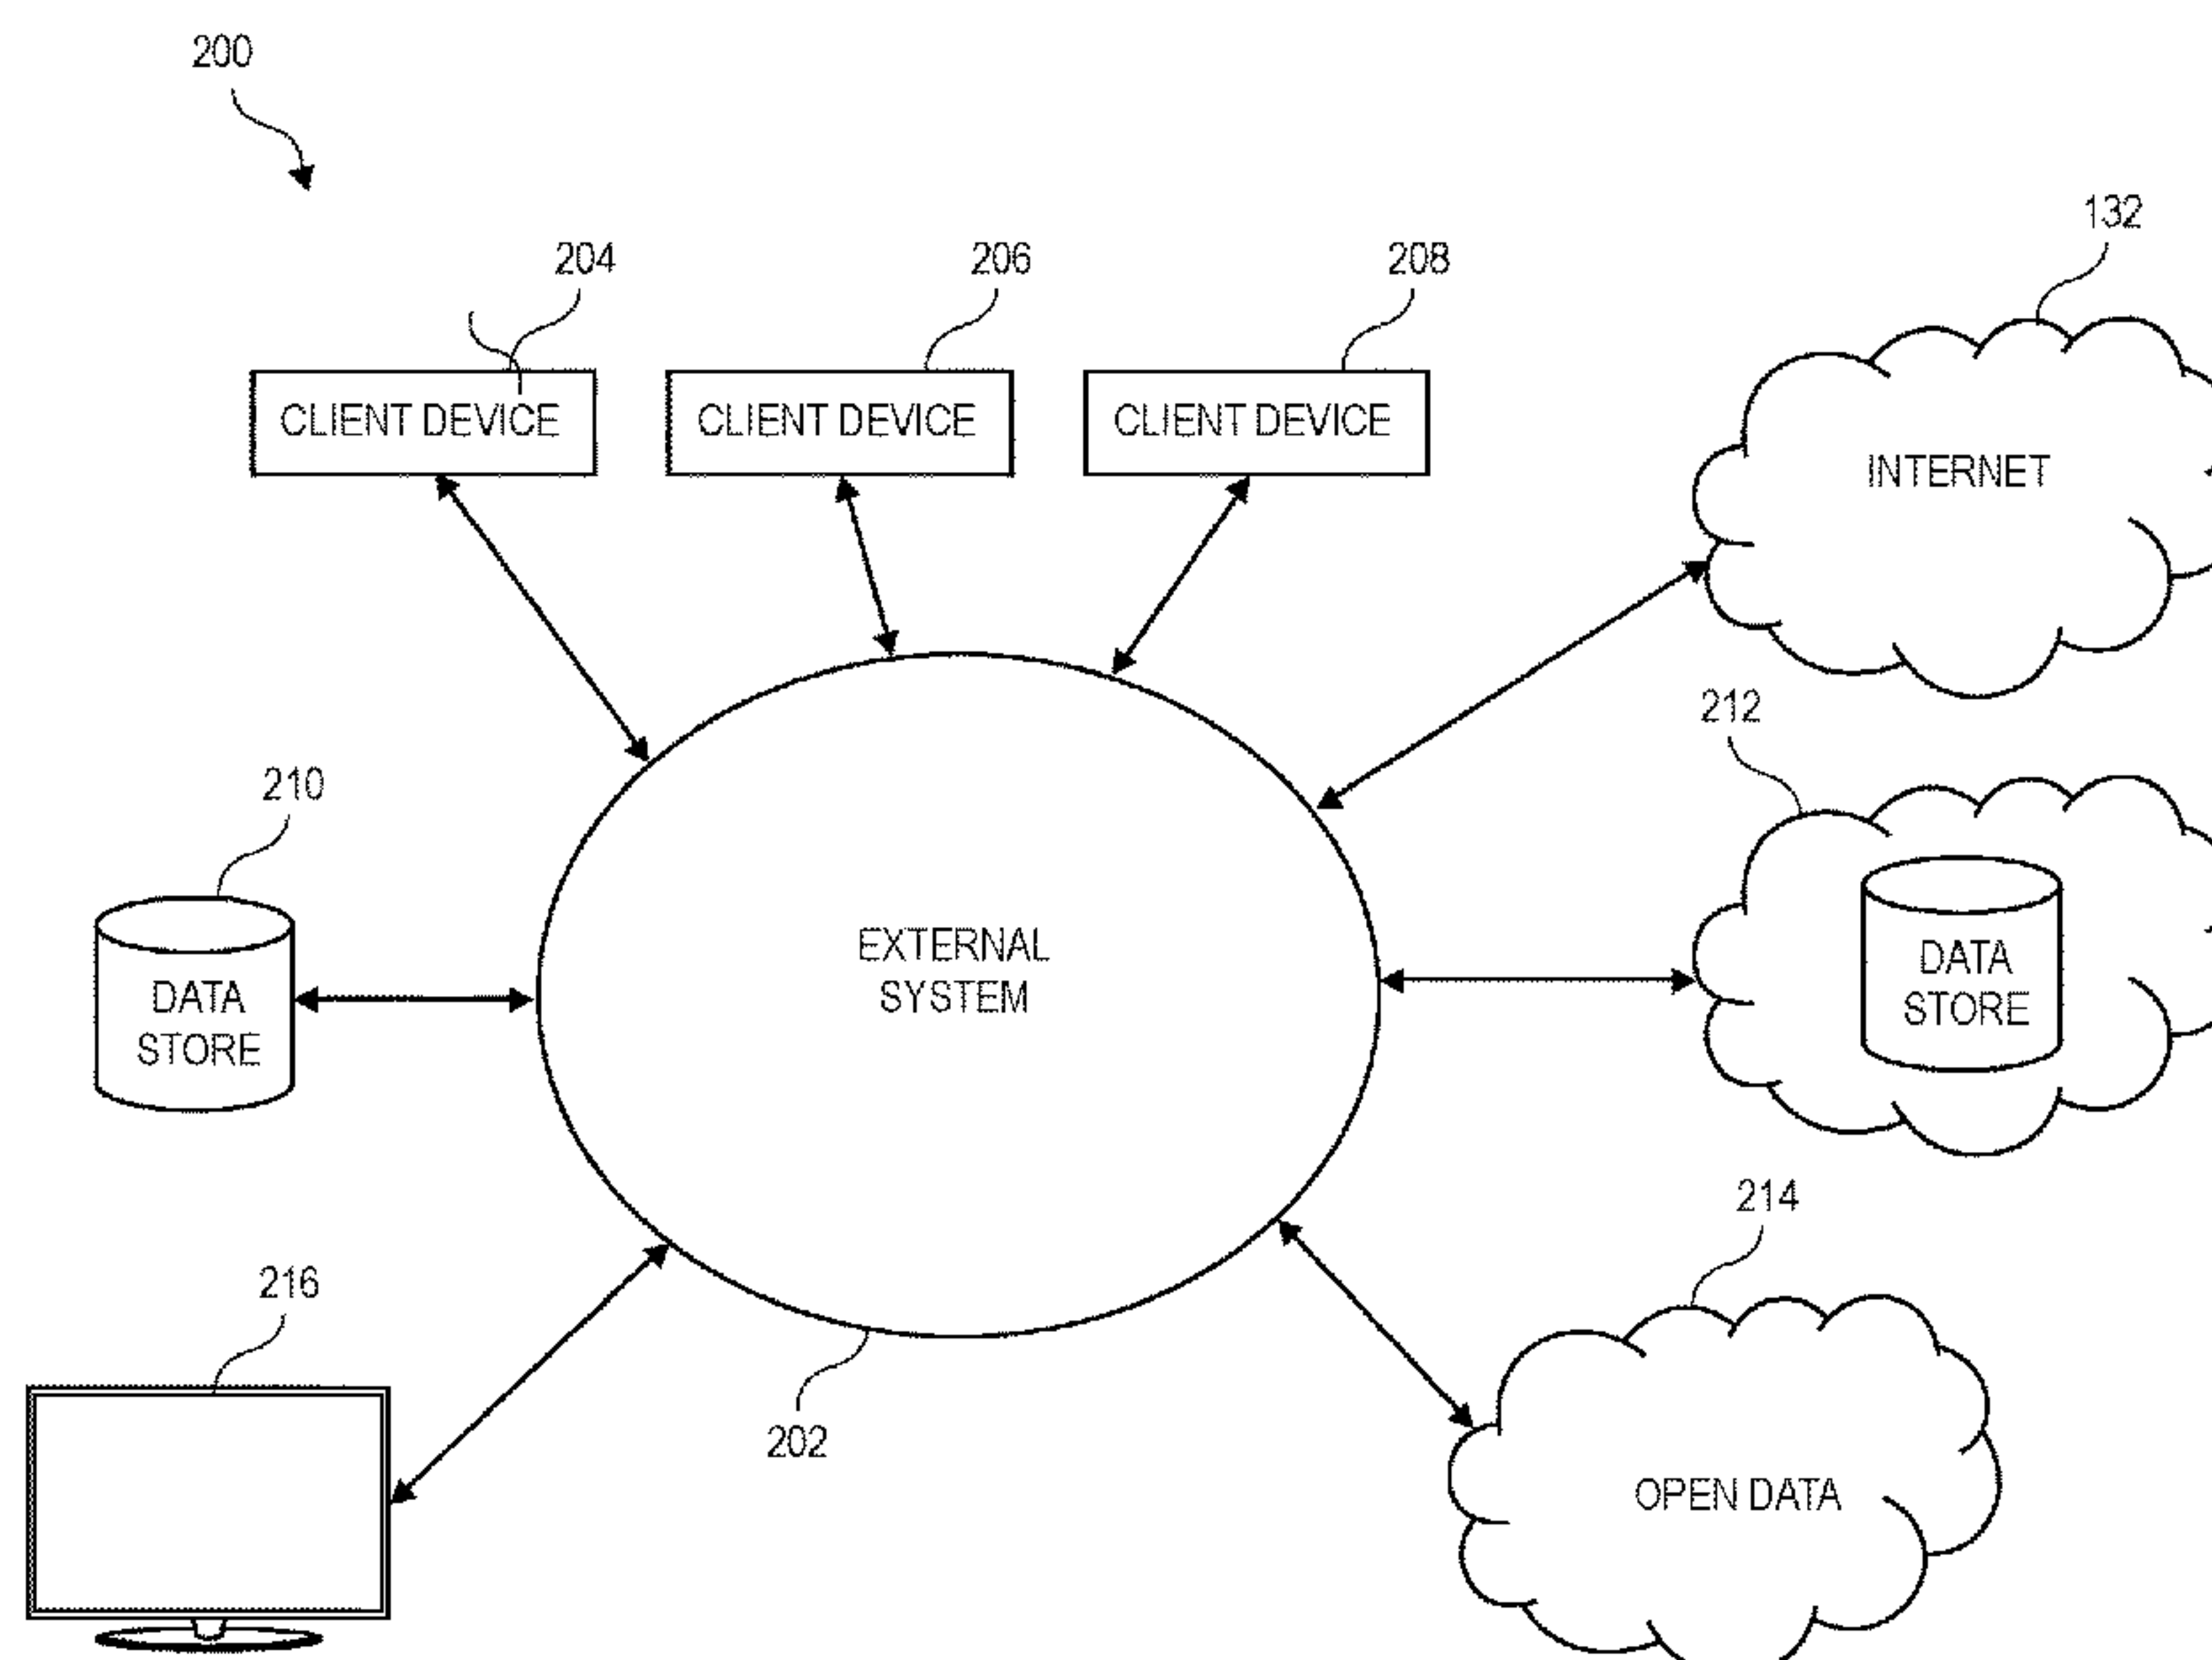 200
132
204
206
208
CLIENT DEVICE
CLIENT DEVICE
CLIENT DEVICE
INTERNET
212
210
EXTERNAL
SYSTEM
DATA
STORE
DATA
STORE
214
216
202
OPEN DATA